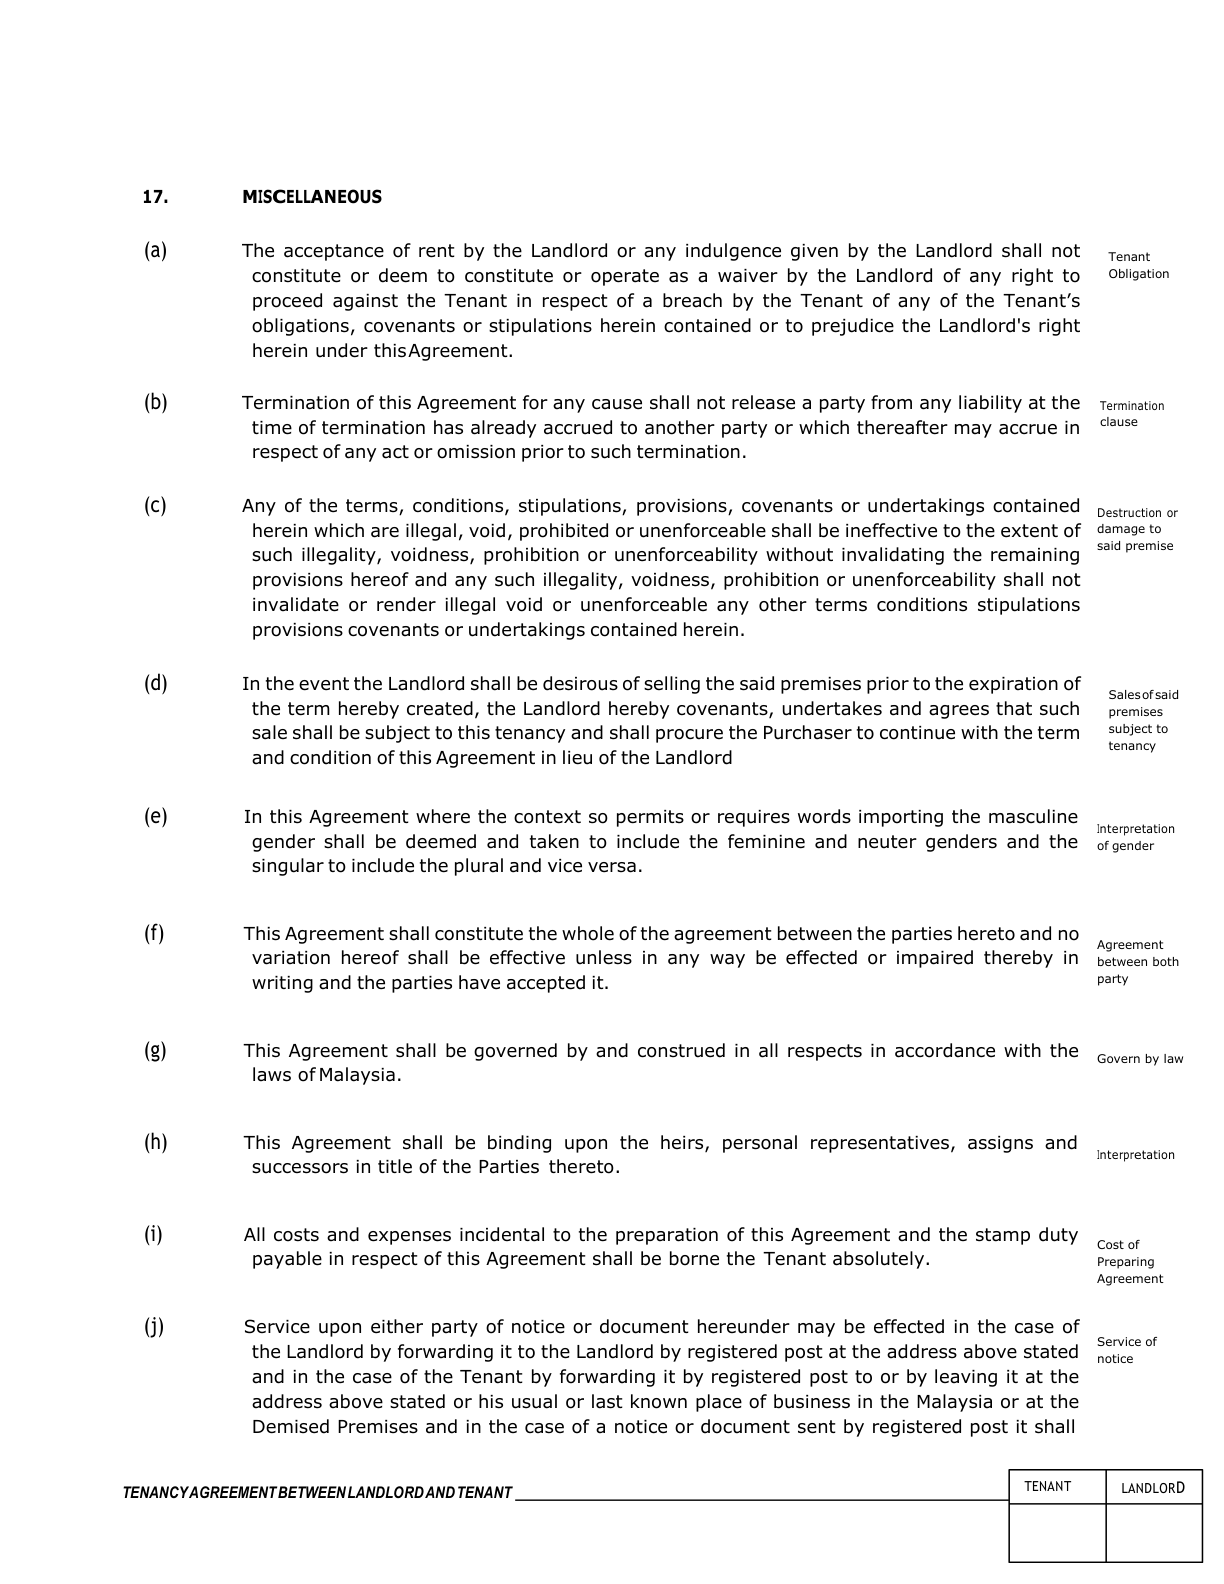 17. MISCELLANEOUS
(a) The acceptance of rent by the Landlord or any indulgence given by the Landlord shall not
constitute or deem to constitute or operate as a waiver by the Landlord of any right to
proceed against the Tenant in respect of a breach by the Tenant of any of the Tenant’s
obligations, covenants or stipulations herein contained or to prejudice the Landlord's right
herein under this Agreement.
Tenant
Obligation
(b) Termination of this Agreement for any cause shall not release a party from any liability at the
time of termination has already accrued to another party or which thereafter may accrue in
respect of any act or omission prior to such termination.
Termination
clause
(c) Any of the terms, conditions, stipulations, provisions, covenants or undertakings contained
herein which are illegal, void, prohibited or unenforceable shall be ineffective to the extent of
such illegality, voidness, prohibition or unenforceability without invalidating the remaining
provisions hereof and any such illegality, voidness, prohibition or unenforceability shall not
invalidate or render illegal void or unenforceable any other terms conditions stipulations
provisions covenants or undertakings contained herein.
Destruction or
damage to
said premise
(d) In the event the Landlord shall be desirous of selling the said premises prior to the expiration of
the term hereby created, the Landlord hereby covenants, undertakes and agrees that such
sale shall be subject to this tenancy and shall procure the Purchaser to continue with the term
and condition of this Agreement in lieu of the Landlord
Sales of said
premises
subject to
tenancy
(e) In this Agreement where the context so permits or requires words importing the masculine
gender shall be deemed and taken to include the feminine and neuter genders and the
singular to include the plural and vice versa.
Interpretation
of gender
(f) This Agreement shall constitute the whole of the agreement between the parties hereto and no
variation hereof shall be effective unless in any way be effected or impaired thereby in
writing and the parties have accepted it.
Agreement
between both
party
(g) This Agreement shall be governed by and construed in all respects in accordance with the
laws of Malaysia.
Govern by law
(h) This Agreement shall be binding upon the heirs, personal representatives, assigns and
successors in title of the Parties thereto.
Interpretation
(i) All costs and expenses incidental to the preparation of this Agreement and the stamp duty
payable in respect of this Agreement shall be borne the Tenant absolutely.
Cost of
Preparing
Agreement
(j) Service upon either party of notice or document hereunder may be effected in the case of
the Landlord by forwarding it to the Landlord by registered post at the address above stated
and in the case of the Tenant by forwarding it by registered post to or by leaving it at the
address above stated or his usual or last known place of business in the Malaysia or at the
Demised Premises and in the case of a notice or document sent by registered post it shall
Service of
notice
TENANCY AGREEMENT BETWEEN LANDLORD AND TENANT
TENANT LANDLORD